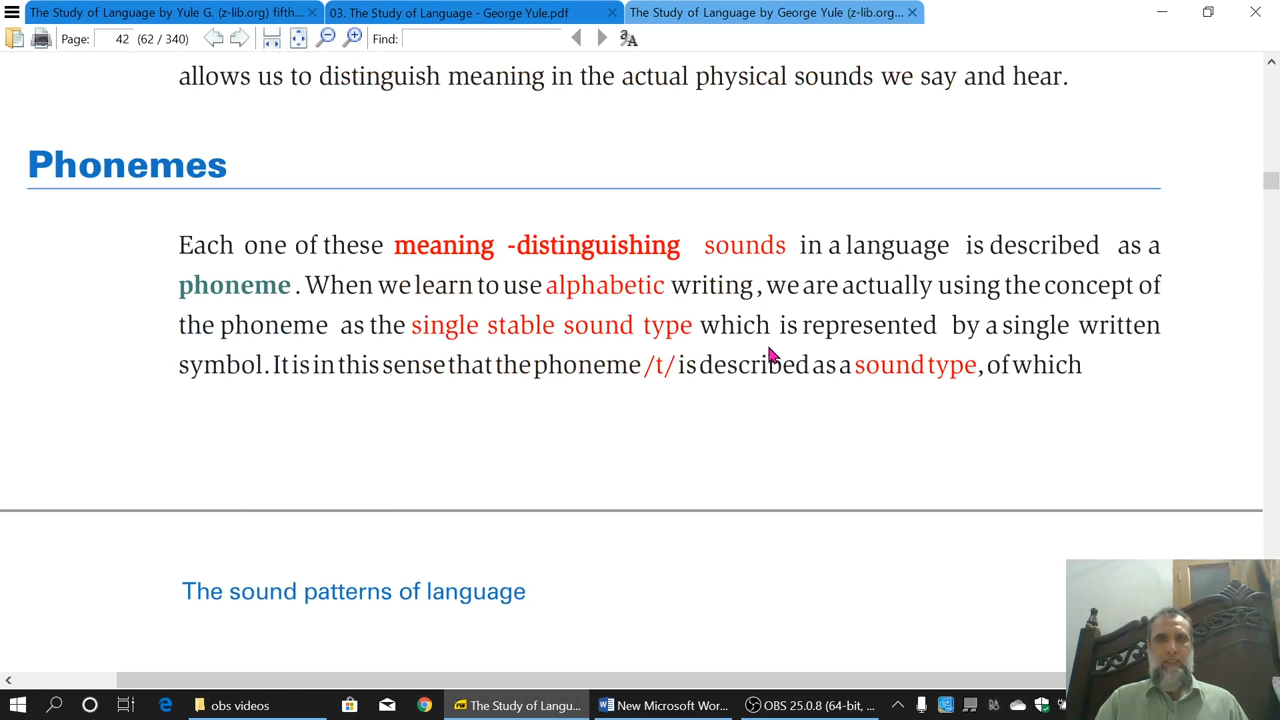 The Study of Language by Yule G. (z-lib.org) fifth...
03. The Study of Language - George Yule.pdf
The Study of Language by George Yule (z-lib.org...
Page: 42 (62 / 340) Find:
allows us to distinguish meaning in the actual physical sounds we say and hear.
Phonemes
Each one of these meaning -distinguishing sounds in a language is described as a
phoneme . When we learn to use alphabetic writing , we are actually using the concept of
the phoneme as the single stable sound type which is represented by a single written
symbol. It is in this sense that the phoneme /t/ is described as a sound type, of which
The sound patterns of language
obs videos
The Study of Langu...
New Microsoft Wor...
OBS 25.0.8 (64-bit, ...